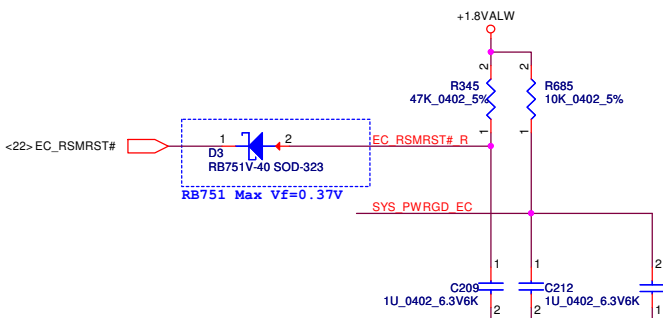 +1.8VALW
2
2
R345
47K_0402_5%
R685
10K_0402_5%
1
1
<22> EC_RSMRST#
1
2
EC_RSMRST#_R
D3
RB751V-40 SOD-323
RB751 Max Vf=0.37V
SYS_PWRGD_EC
1
1
2
C209
1U_0402_6.3V6K
C212
1U_0402_6.3V6K
2
2
1